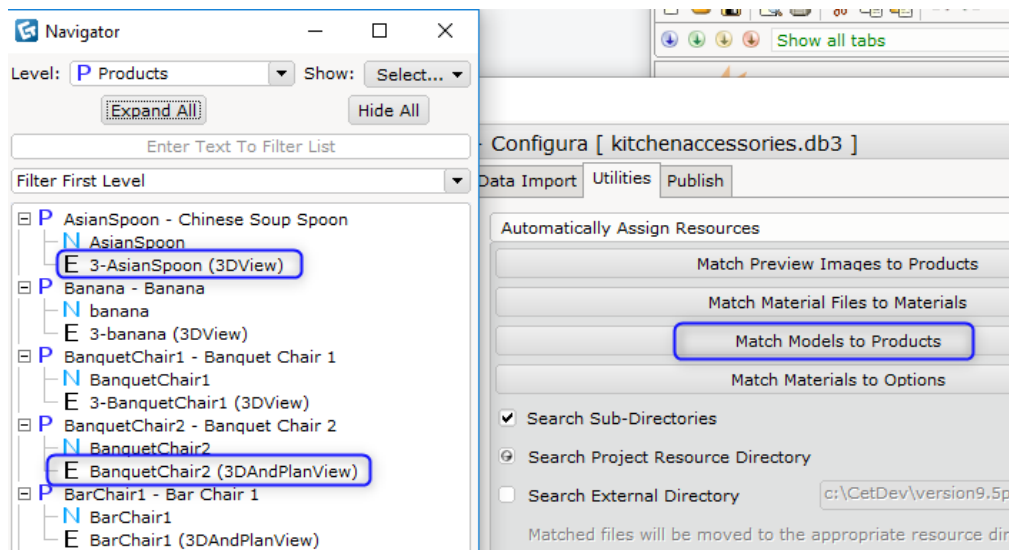 Navigator
Level: P Products Show: Select...
Expand All Hide All
Enter Text To Filter List
Filter First Level
P AsianSpoon - Chinese Soup Spoon
N AsianSpoon
E 3-AsianSpoon (3DView)
P Banana - Banana
N banana
E 3-banana (3DView)
P BanquetChair1 - Banquet Chair 1
N BanquetChair1
E 3-BanquetChair1 (3DView)
P BanquetChair2 - Banquet Chair 2
N BanquetChair2
E BanquetChair2 (3DAndPlanView)
P BarChair1 - Bar Chair 1
N BarChair1
E BarChair1 (3DAndPlanView)
Show all tabs
- Configura [ kitchenaccessories.db3 ]
Data Import Utilities Publish
Automatically Assign Resources
Match Preview Images to Products
Match Material Files to Materials
Match Models to Products
Match Materials to Options
Search Sub-Directories
Search Project Resource Directory
Search External Directory c:\CetDev\version9.5p
Matched files will be moved to the appropriate resource dir